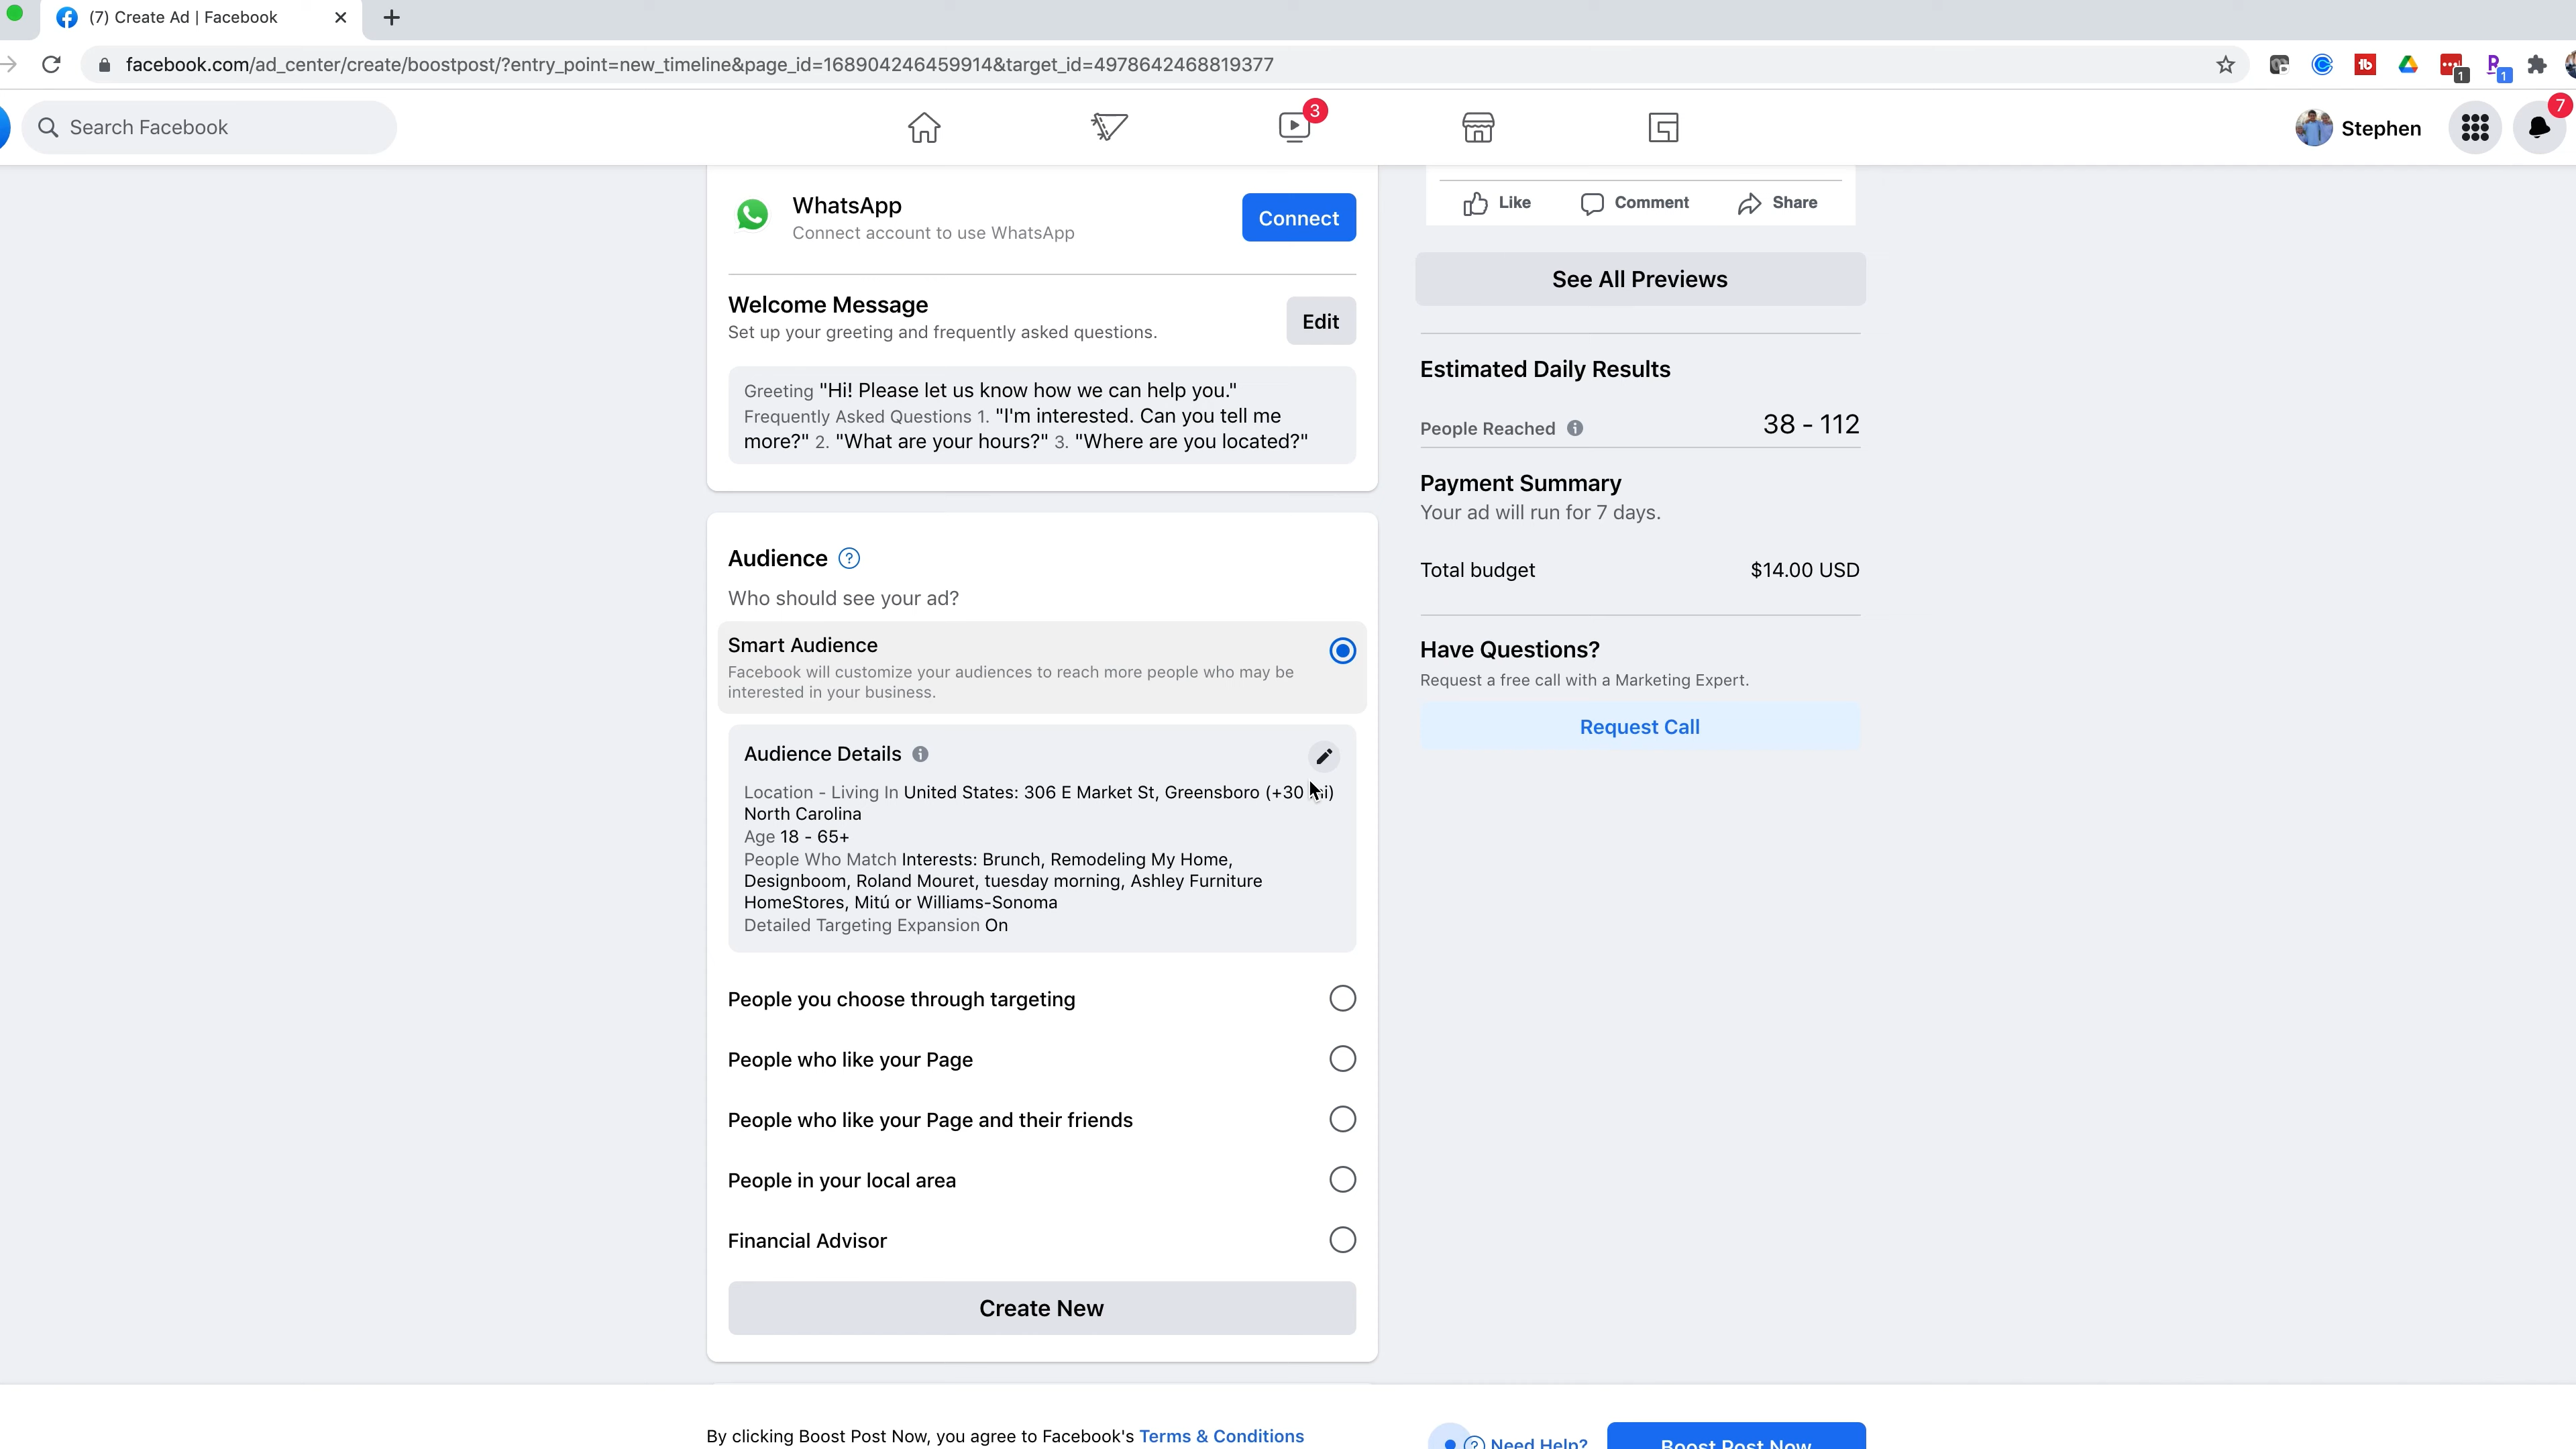 (7) Create Ad | Facebook
facebook.com/ad_center/create/boostpost/?entry_point=new_timeline&page_id=168904246459914&target_id=4978642468819377
1
1
Search Facebook
3
Stephen
7
WhatsApp
Connect account to use WhatsApp
Connect
Welcome Message
Set up your greeting and frequently asked questions.
Edit
Greeting "Hi! Please let us know how we can help you."
Frequently Asked Questions 1. "I'm interested. Can you tell me
more?" 2. "What are your hours?" 3. "Where are you located?"
Audience
Who should see your ad?
Smart Audience
Facebook will customize your audiences to reach more people who may be
interested in your business.
Audience Details
Location - Living In United States: 306 E Market St, Greensboro (+30 mi)
North Carolina
Age 18 - 65+
People Who Match Interests: Brunch, Remodeling My Home,
Designboom, Roland Mouret, tuesday morning, Ashley Furniture
HomeStores, Mitú or Williams-Sonoma
Detailed Targeting Expansion On
People you choose through targeting
People who like your Page
People who like your Page and their friends
People in your local area
Financial Advisor
Create New
Like Comment Share
See All Previews
Estimated Daily Results
People Reached 38 - 112
Payment Summary
Your ad will run for 7 days.
Total budget $14.00 USD
Have Questions?
Request a free call with a Marketing Expert.
Request Call
By clicking Boost Post Now, you agree to Facebook's Terms & Conditions
Need Help?
Boost Post Now